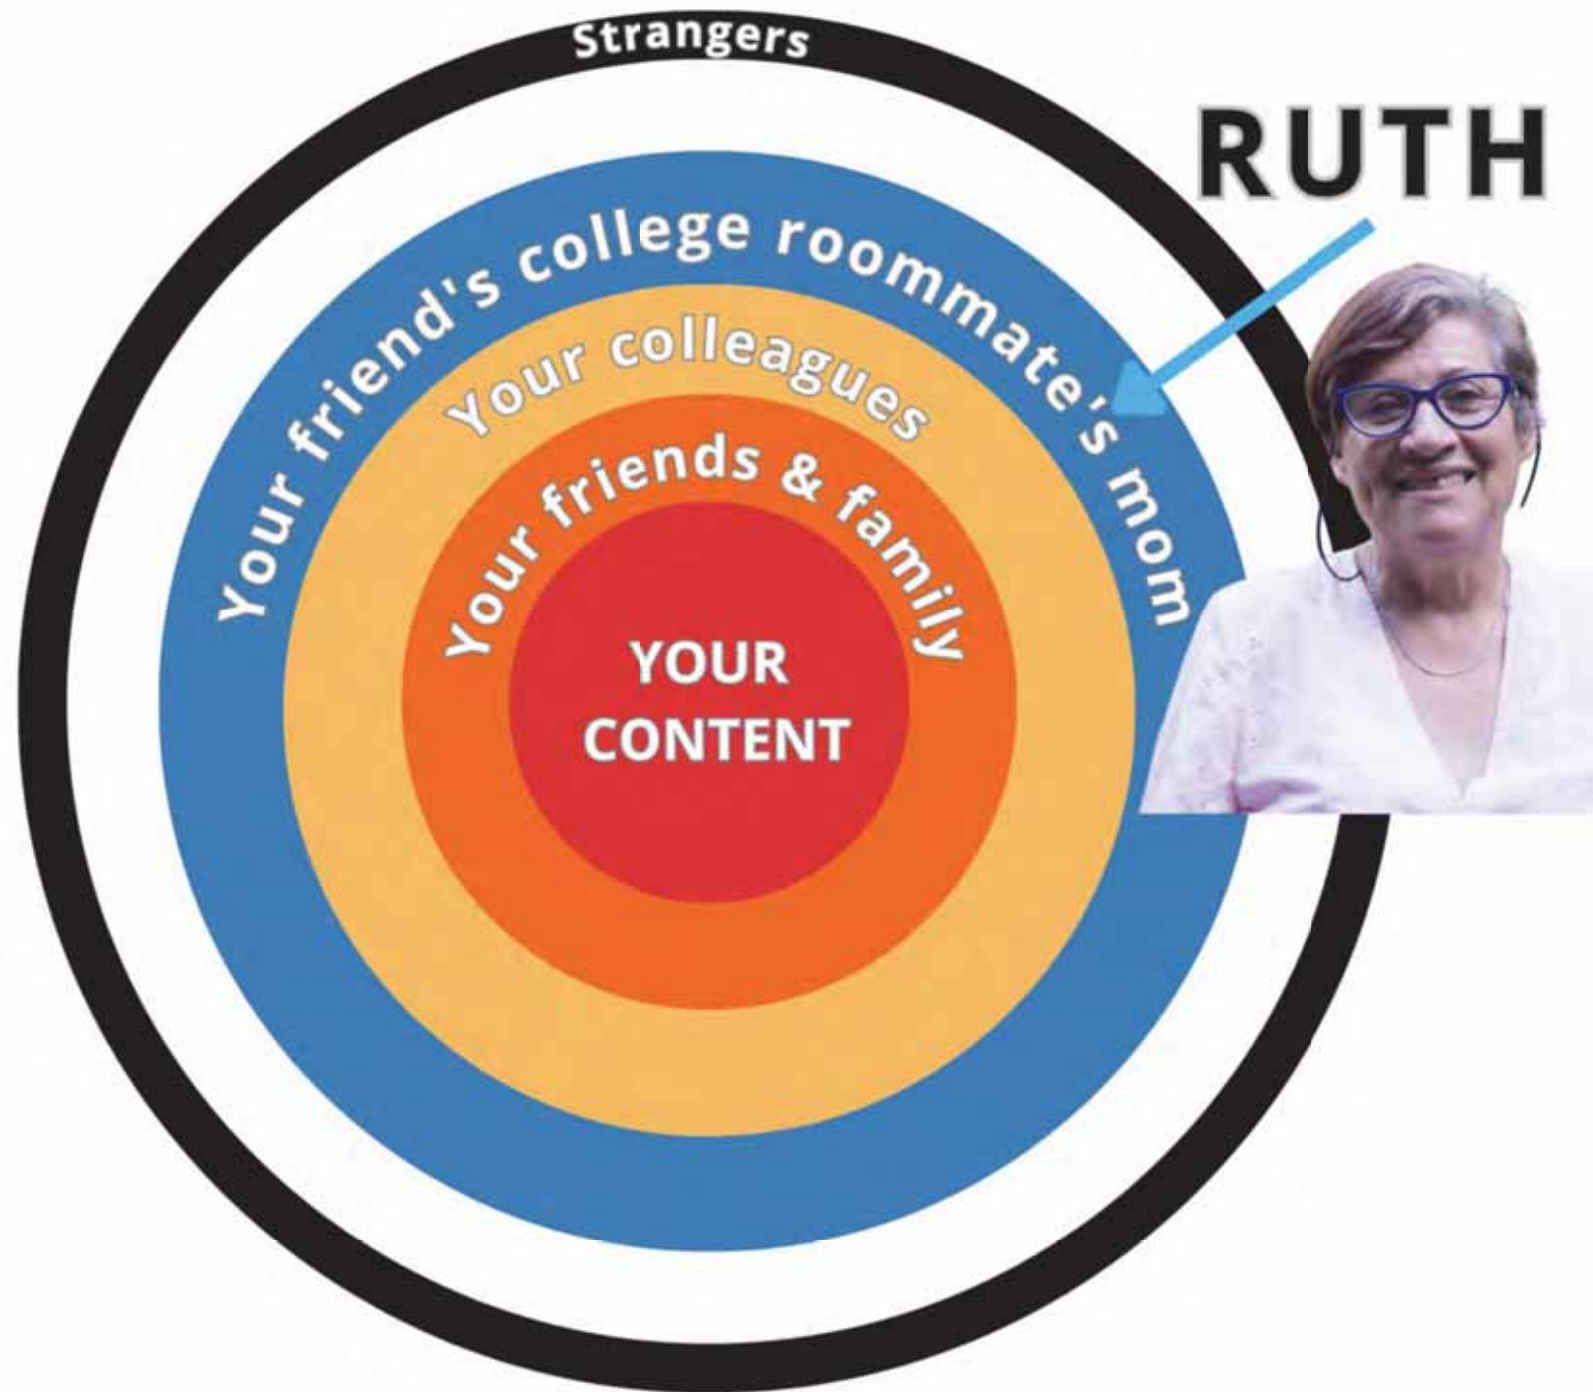 Strangers
RUTH
Your friend's college roommate's mom
Your colleagues
Your friends & family
YOUR
CONTENT